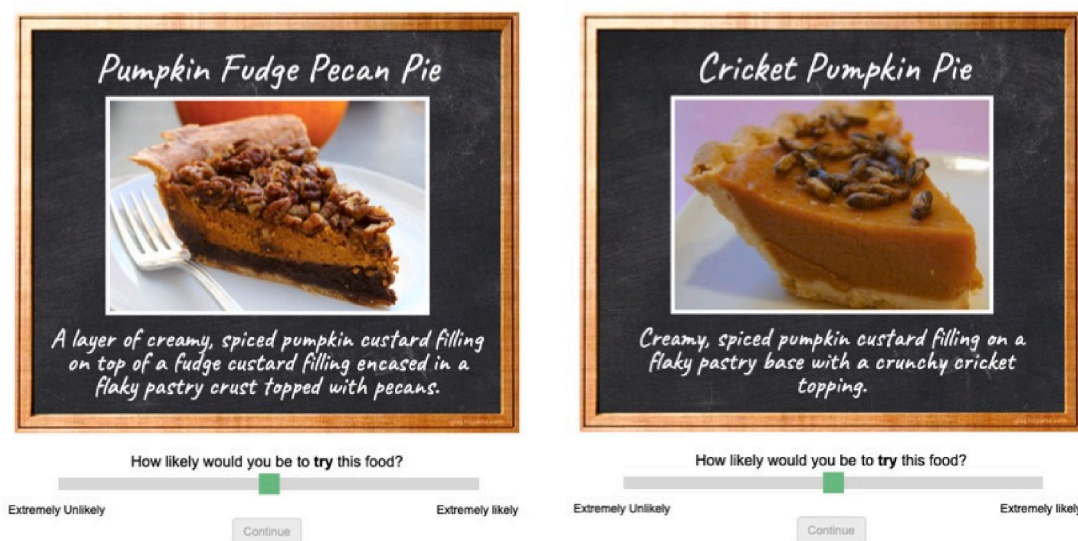 Pumpkin Fudge Pecan Pie
A layer of creamy, spiced pumpkin custard filling
on top of a fudge custard filling encased in a
flaky pastry crust topped with pecans.
How likely would you be to try this food?
Extremely Unlikely
Extremely likely
Continue
Cricket Pumpkin Pie
Creamy, spiced pumpkin custard filling on a
flaky pastry base with a crunchy cricket
topping.
How likely would you be to try this food?
Extremely Unlikely
Extremely likely
Continue